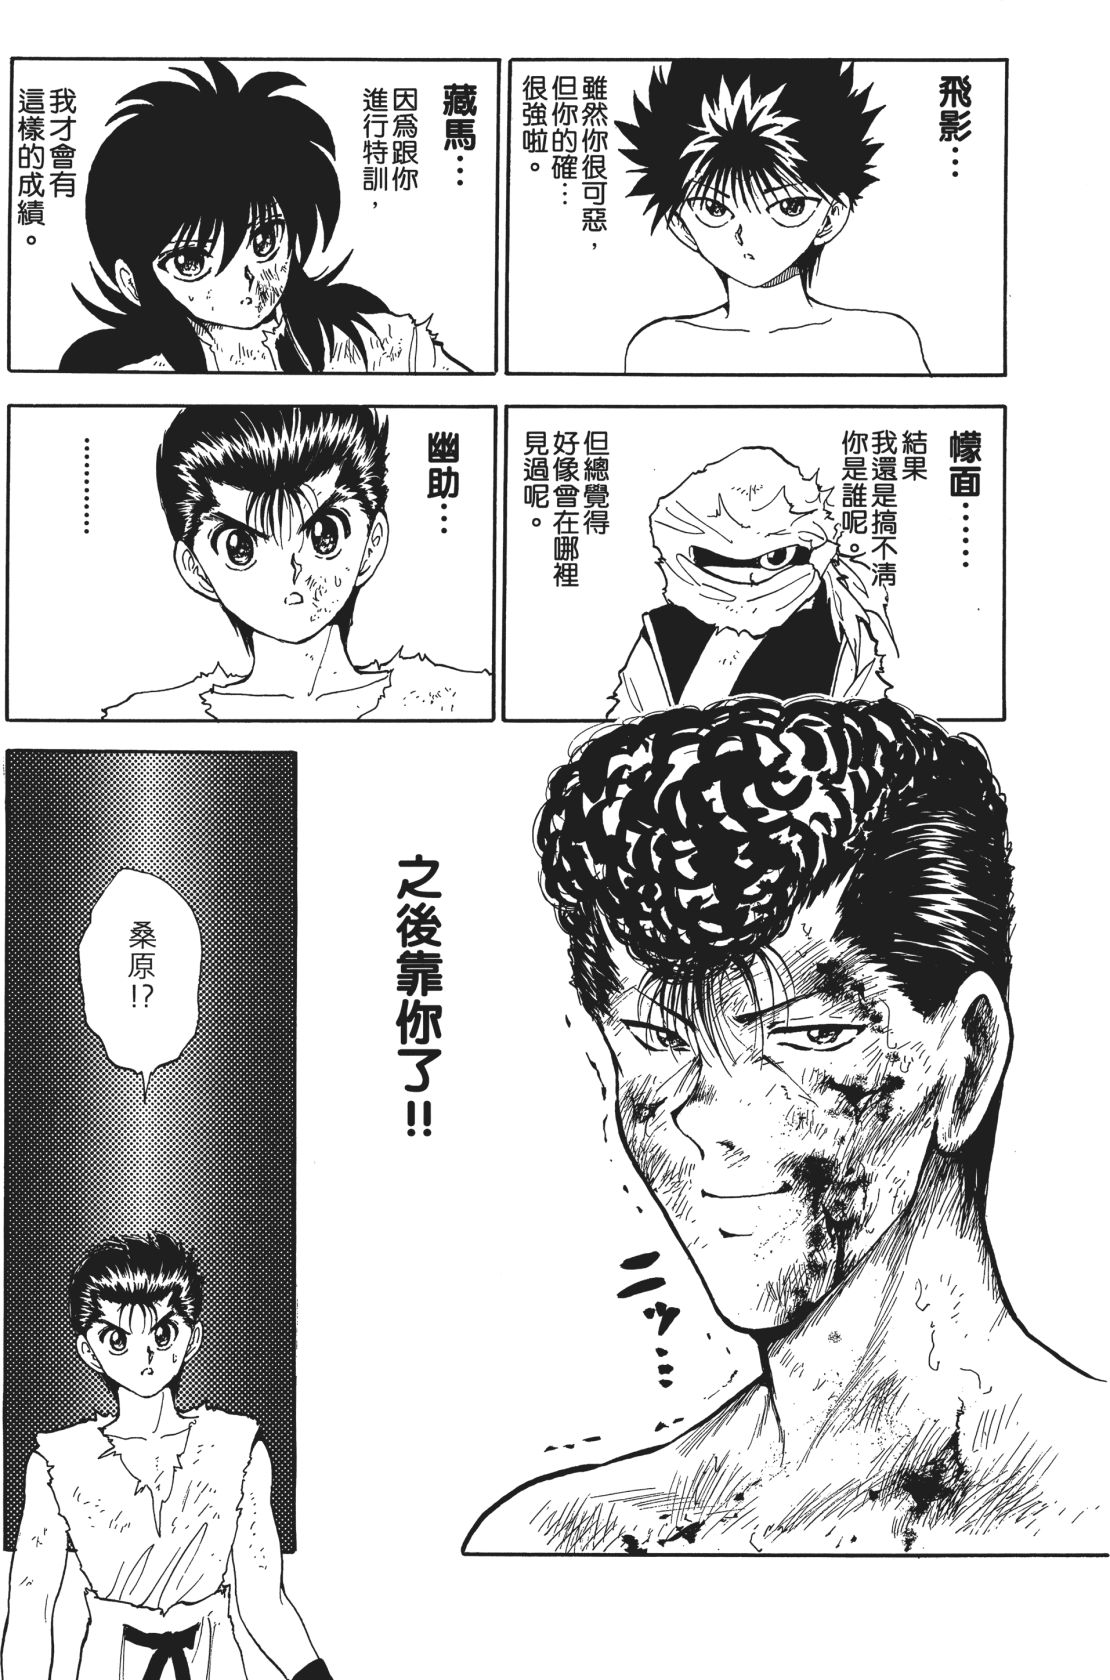 飛影…
雖然你很可惡，
但你的確…
很強啦。
藏馬…
因為跟你
進行特訓，
我才會有
這樣的成績。
幪面……
結果
我還是搞不清
你是誰呢。
但總覺得
好像曾在哪裡
見過呢。
幽助…
…………
之後靠你了!!
ニッ…
桑原!?